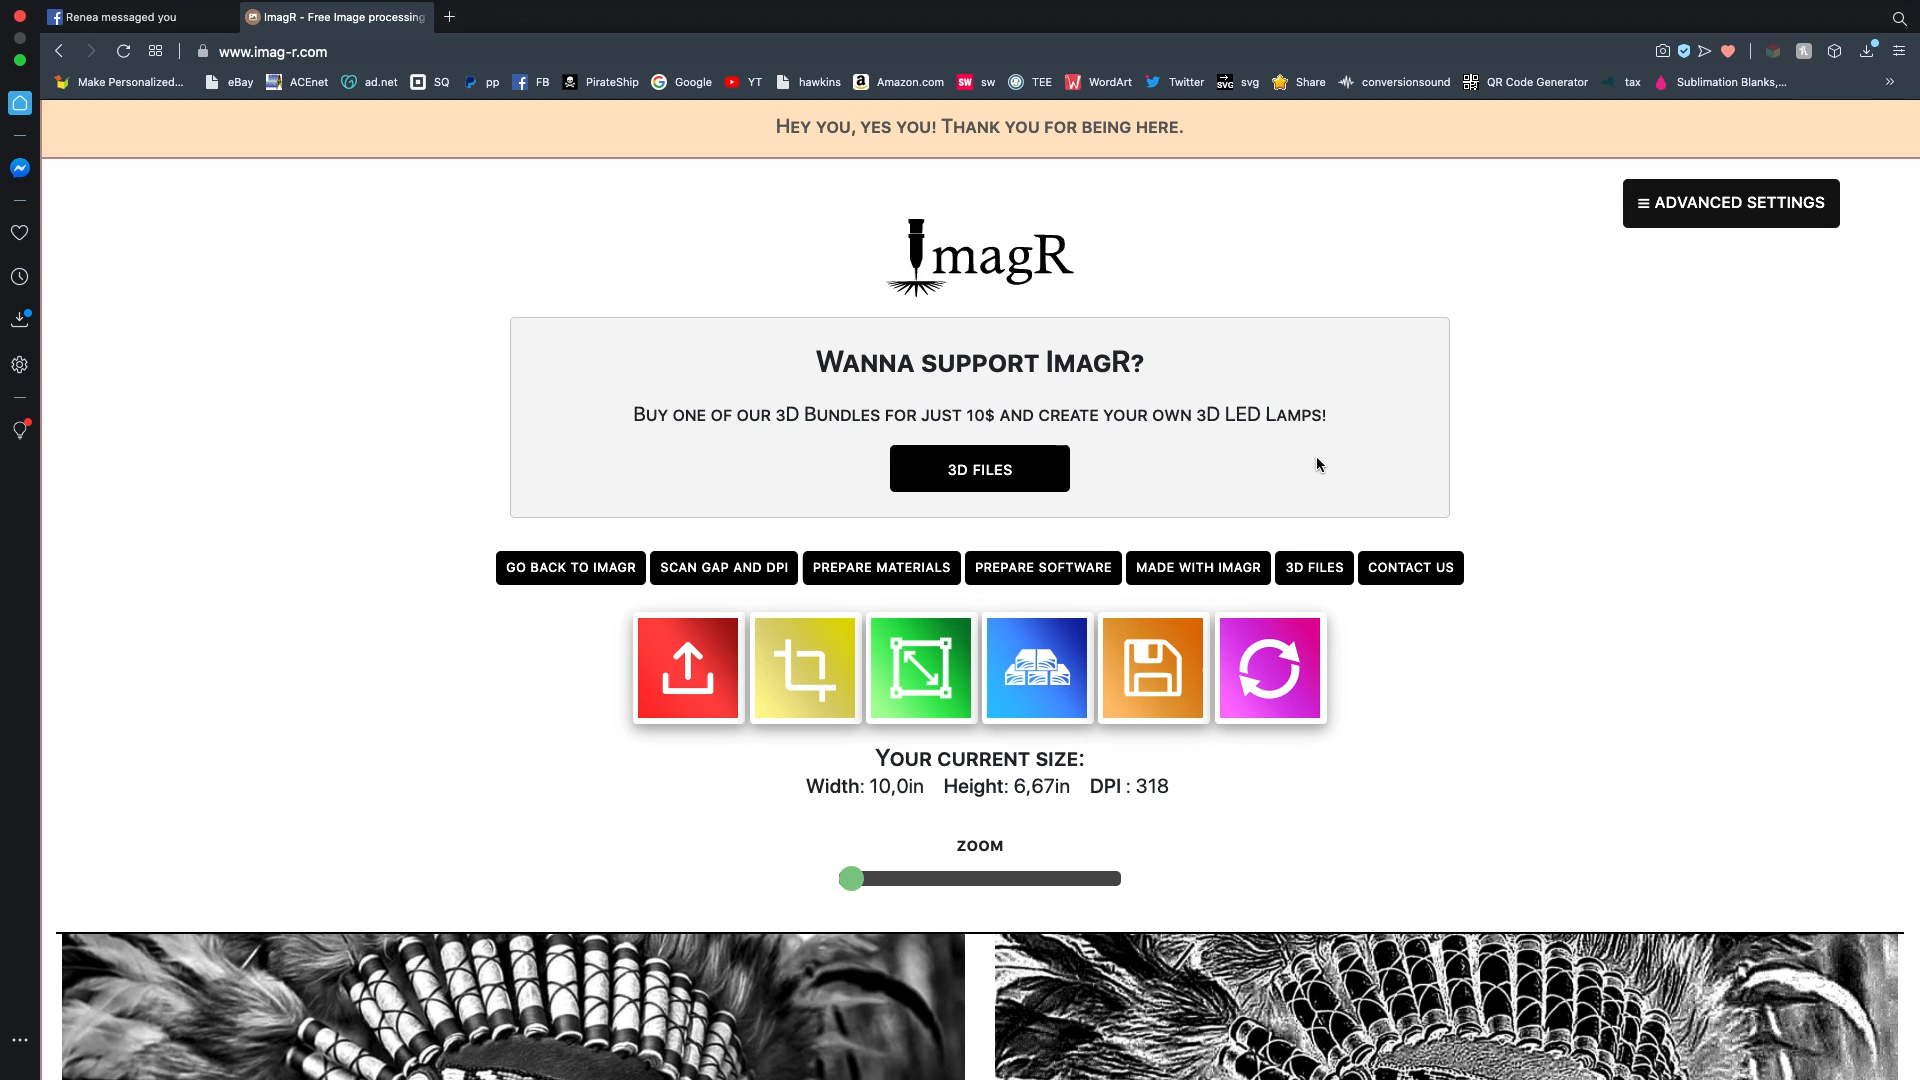 Renea messaged you
ImagR - Free Image processing
www.imag-r.com
Make Personalized...
eBay
ACEnet
ad.net
SQ
pp
FB
PirateShip
Google
YT
hawkins
Amazon.com
sw
TEE
WordArt
Twitter
svg
Share
conversionsound
QR Code Generator
tax
Sublimation Blanks,...
HEY YOU, YES YOU! THANK YOU FOR BEING HERE.
≡ ADVANCED SETTINGS
ImagR
WANNA SUPPORT IMAGR?
BUY ONE OF OUR 3D BUNDLES FOR JUST 10$ AND CREATE YOUR OWN 3D LED LAMPS!
3D FILES
GO BACK TO IMAGR
SCAN GAP AND DPI
PREPARE MATERIALS
PREPARE SOFTWARE
MADE WITH IMAGR
3D FILES
CONTACT US
YOUR CURRENT SIZE:
Width: 10,0in Height: 6,67in DPI : 318
ZOOM